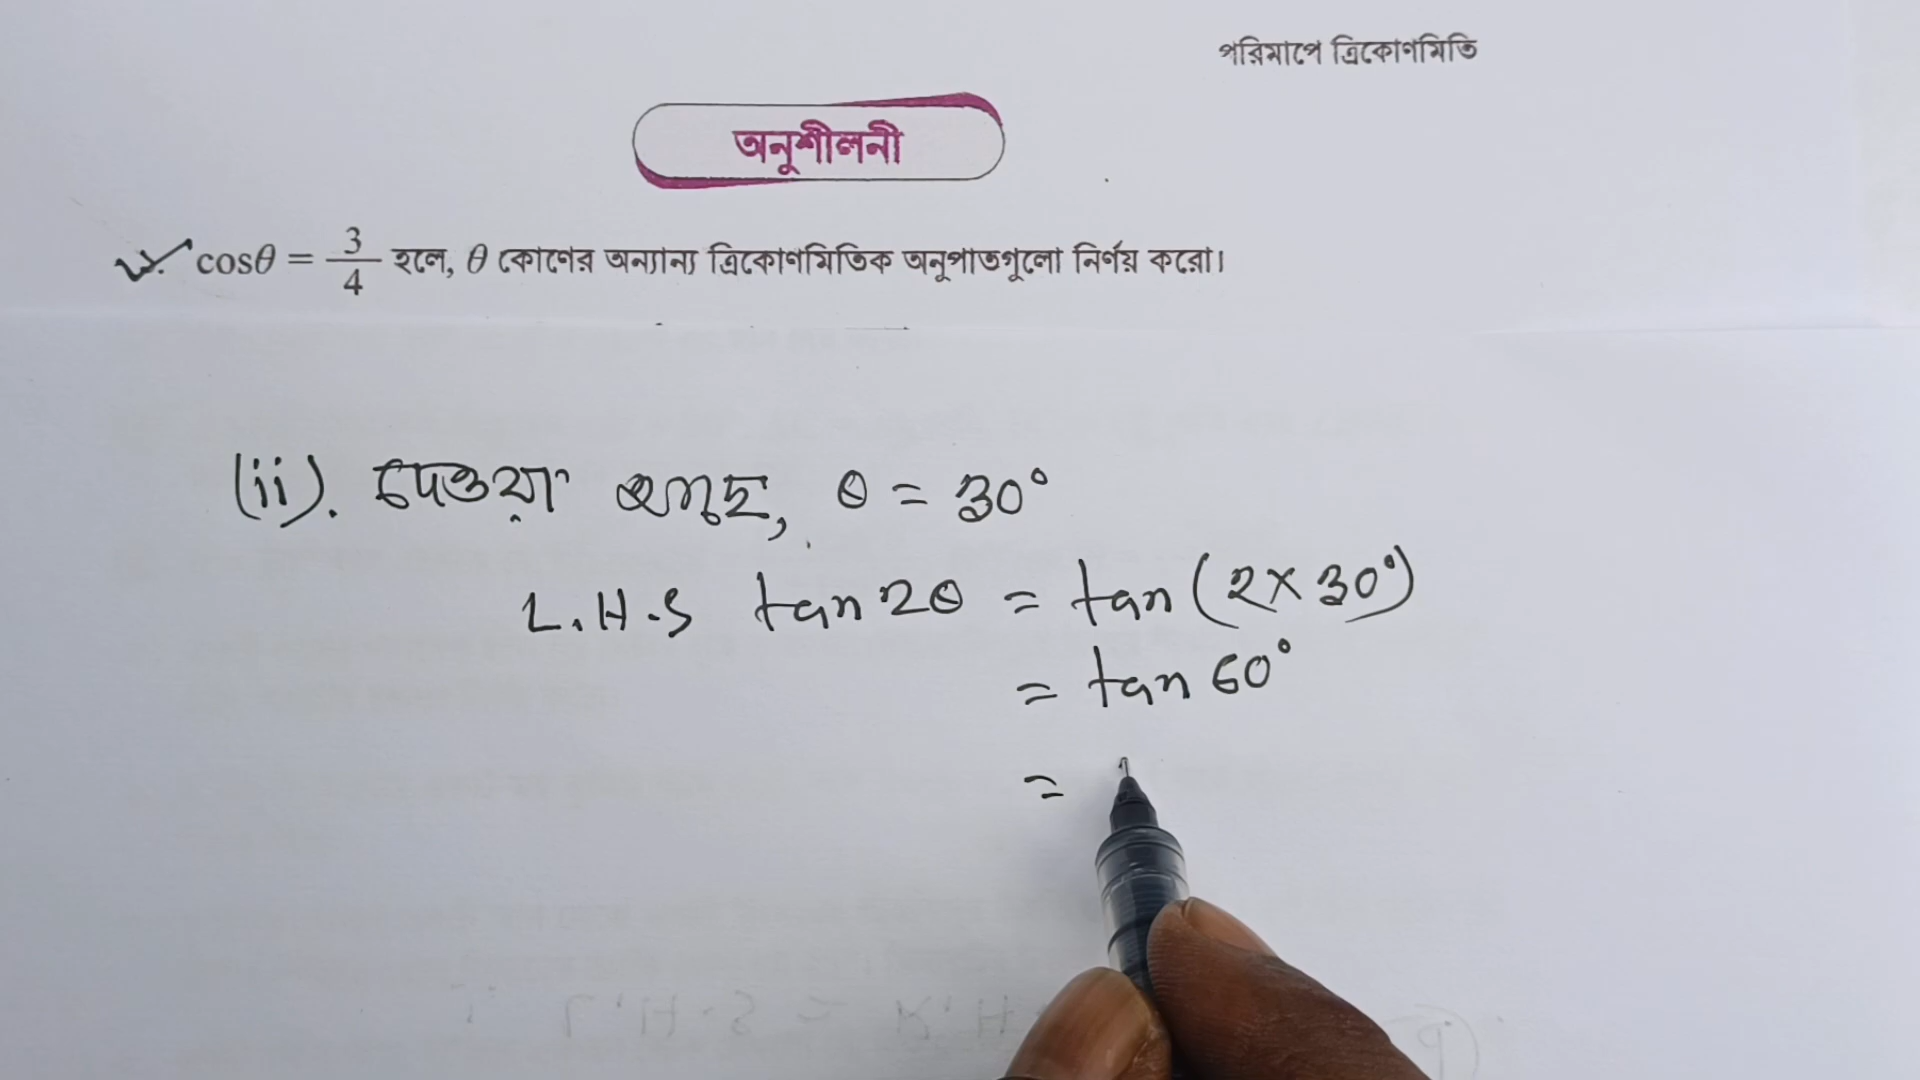 পরিমাপে ত্রিকোণমিতি
অনুশীলনী
১. cosθ = 3/4 হলে, θ কোণের অন্যান্য ত্রিকোণমিতিক অনুপাতগুলো নির্ণয় করো।
(ii). দেওয়া আছে, θ = 30°
L.H.S tan 2θ = tan (2 × 30°)
= tan 60°
=
L.H.S = R.H